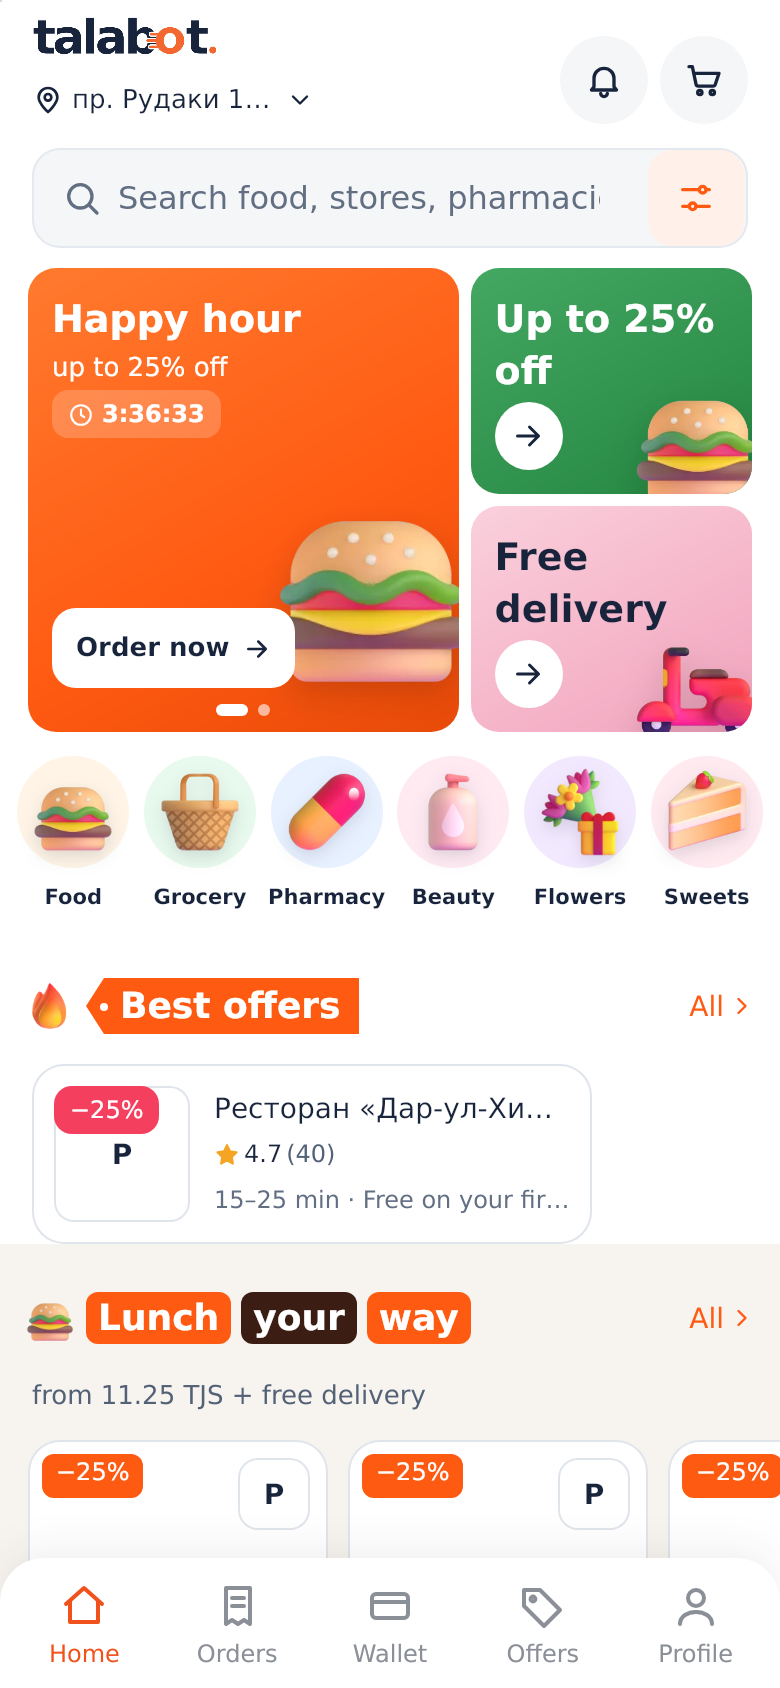 talabot.
пр. Рудаки 1...
Search food, stores, pharmaci
Happy hour
up to 25% off
3:36:33
Order now
Up to 25%
off
Free
delivery
Food
Grocery
Pharmacy
Beauty
Flowers
Sweets
Best offers
All
−25%
P
Ресторан «Дар-ул-Хи...
4.7 (40)
15–25 min · Free on your fir...
Lunch your way
All
from 11.25 TJS + free delivery
−25%
P
−25%
P
−25%
Home
Orders
Wallet
Offers
Profile